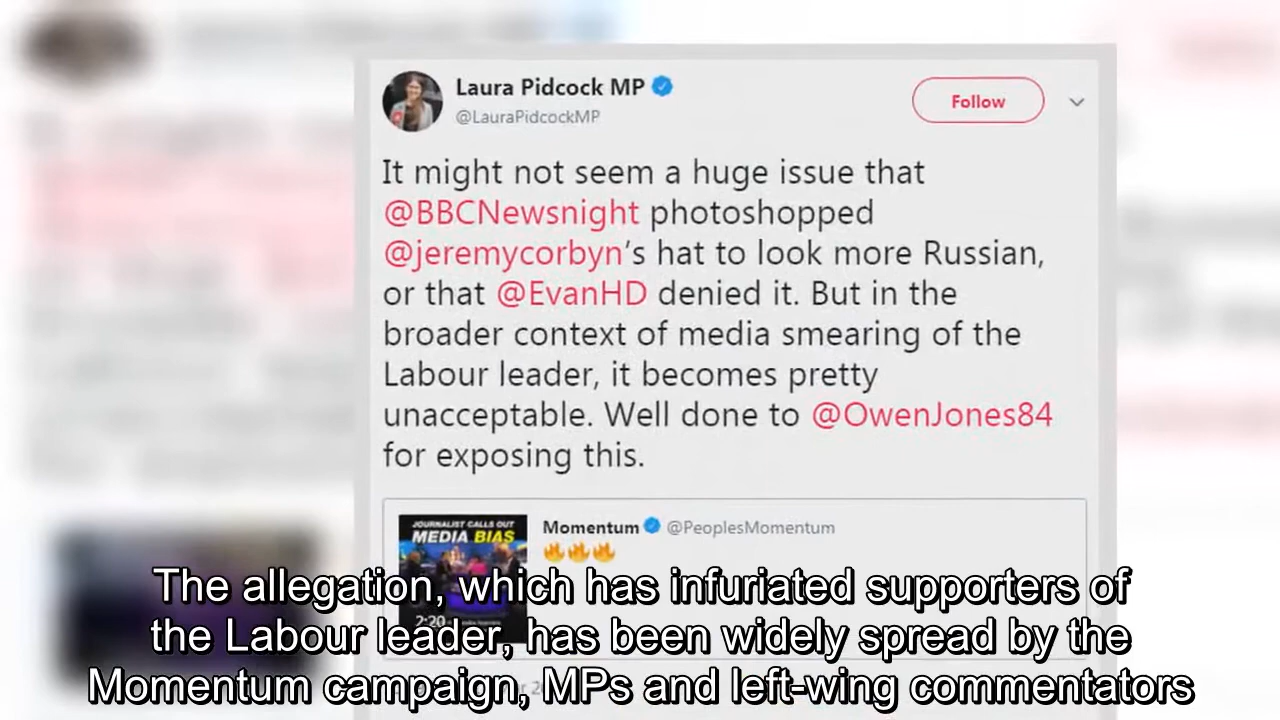 Laura Pidcock MP
@LauraPidcockMP
Follow
It might not seem a huge issue that
@BBCNewsnight photoshopped
@jeremycorbyn's hat to look more Russian,
or that @EvanHD denied it. But in the
broader context of media smearing of the
Labour leader, it becomes pretty
unacceptable. Well done to @OwenJones84
for exposing this.
JOURNALIST CALLS OUT
MEDIA BIAS
Momentum @PeoplesMomentum
🔥🔥🔥
2:20
The allegation, which has infuriated supporters of
the Labour leader, has been widely spread by the
Momentum campaign, MPs and left-wing commentators